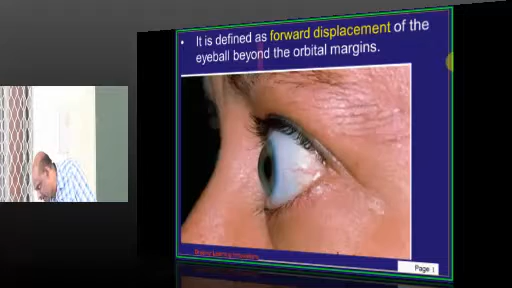 • It is defined as forward displacement of the
eyeball beyond the orbital margins.
Page 1